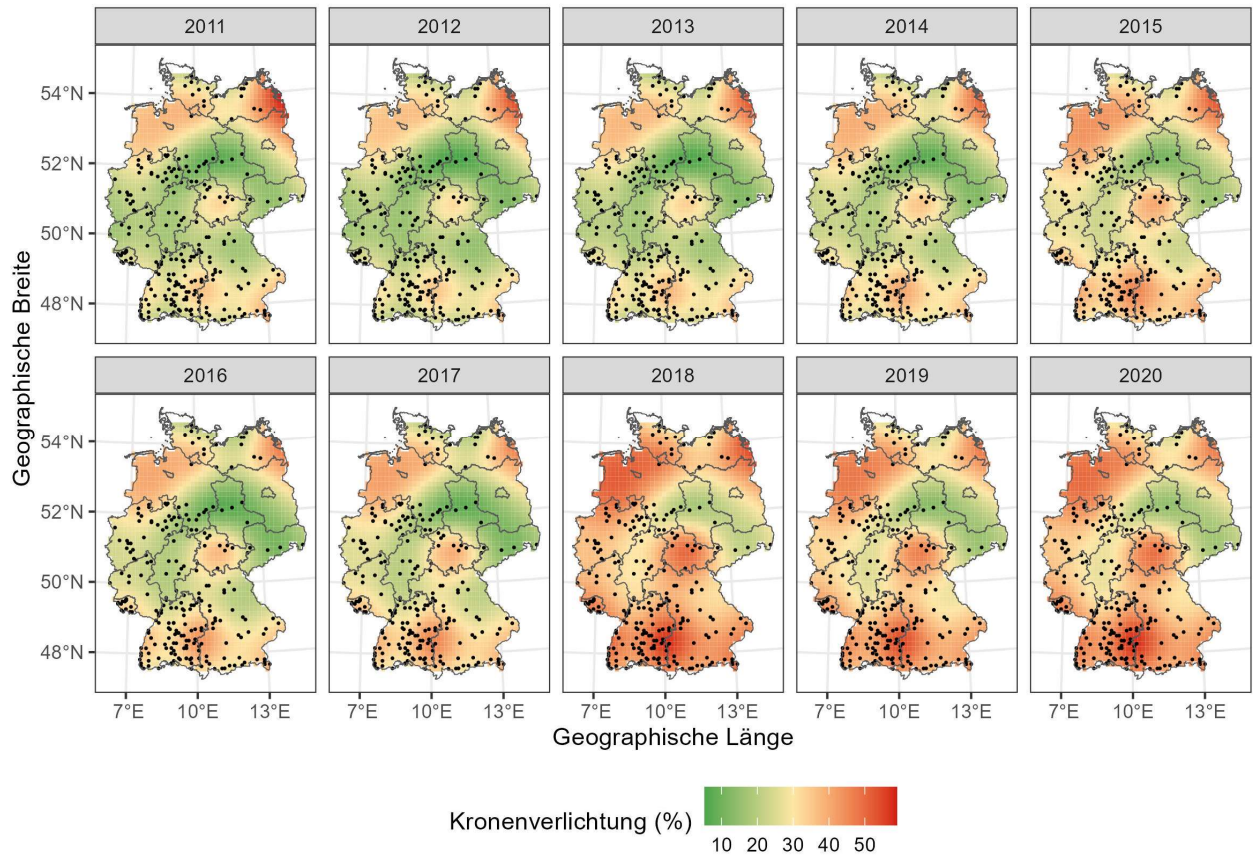 2011 2012 2013 2014 2015
54°N
52°N
50°N
48°N
2016 2017 2018 2019 2020
54°N
52°N
50°N
48°N
7°E 10°E 13°E 7°E 10°E 13°E 7°E 10°E 13°E 7°E 10°E 13°E 7°E 10°E 13°E
Geographische Breite
Geographische Länge
Kronenverlichtung (%)
10 20 30 40 50